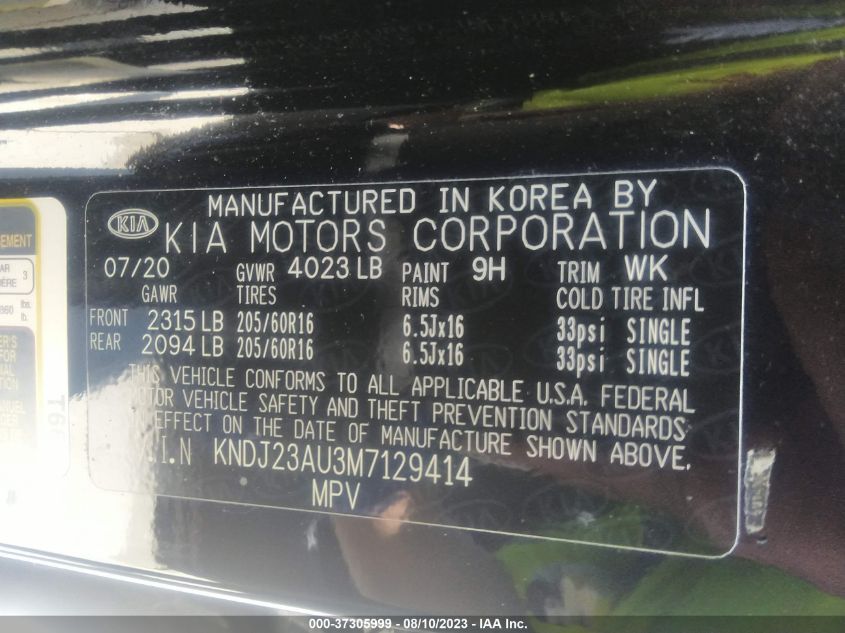 MANUFACTURED IN KOREA BY
KIA KIA MOTORS CORPORATION
07/20 GVWR 4023 LB PAINT 9H TRIM WK
GAWR TIRES RIMS COLD TIRE INFL
FRONT 2315 LB 205/60R16 6.5Jx16 33psi SINGLE
REAR 2094 LB 205/60R16 6.5Jx16 33psi SINGLE
THIS VEHICLE CONFORMS TO ALL APPLICABLE U.S.A. FEDERAL
MOTOR VEHICLE SAFETY AND THEFT PREVENTION STANDARDS
EFFECT ON THE DATE OF MANUFACTURE SHOWN ABOVE.
.I.N KNDJ23AU3M7129414
MPV
000-37305999 - 08/10/2023 - IAA Inc.